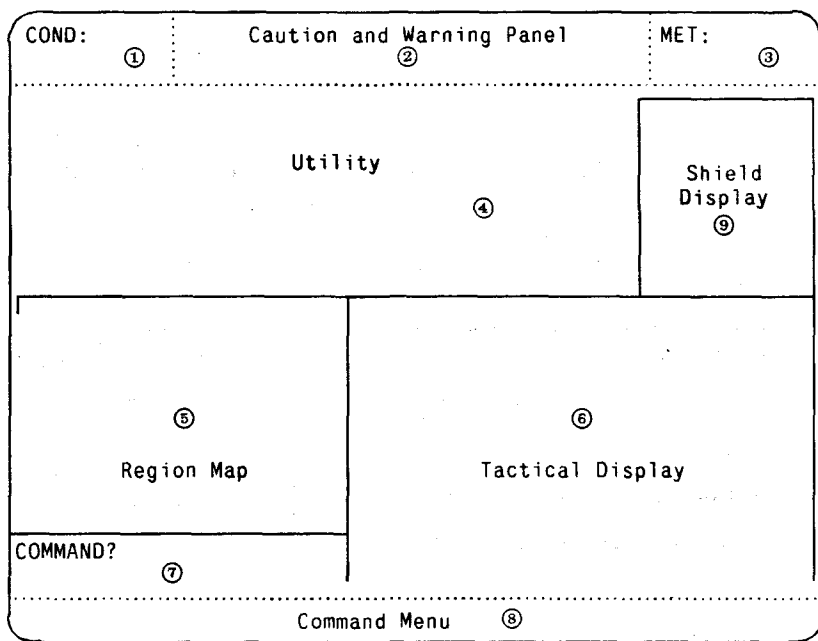 COND: Caution and Warning Panel MET:
① ② ③
Utility
④
Shield
Display
⑨
⑤ ⑥
Region Map Tactical Display
COMMAND?
⑦
Command Menu ⑧